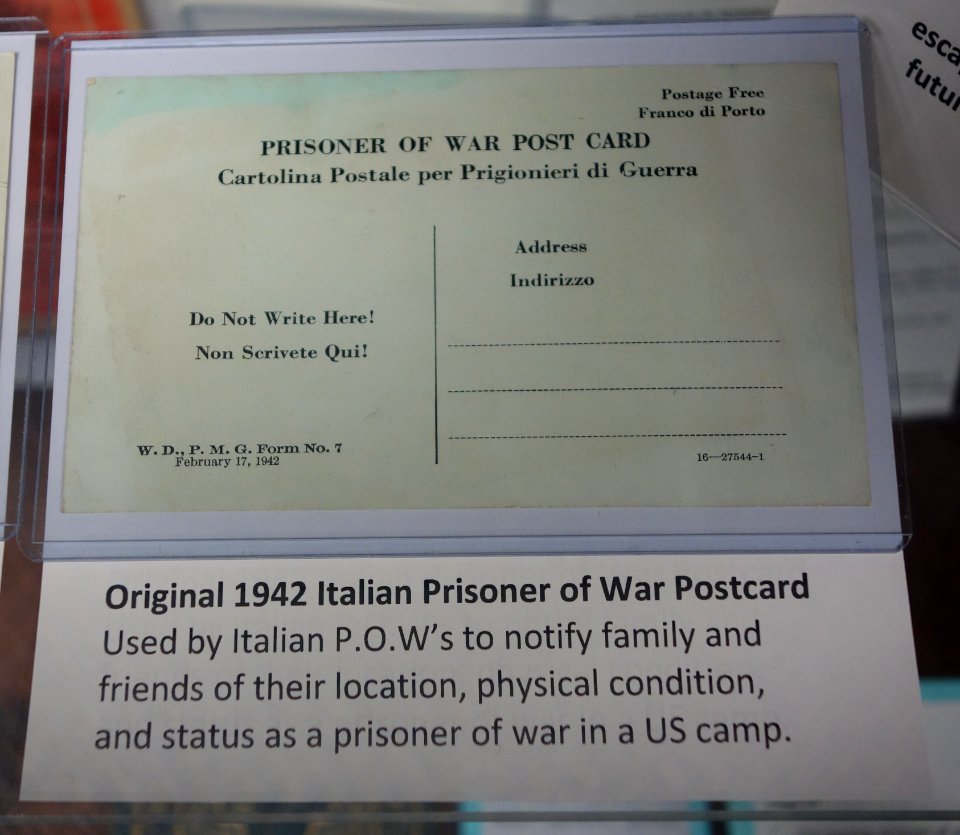 Postage Free
Franco di Porto
PRISONER OF WAR POST CARD
Cartolina Postale per Prigionieri di Guerra
Address
Indirizzo
Do Not Write Here!
Non Scrivete Qui!
W. D., P. M. G. Form No. 7
February 17, 1942
16—27544-1
Original 1942 Italian Prisoner of War Postcard
Used by Italian P.O.W's to notify family and
friends of their location, physical condition,
and status as a prisoner of war in a US camp.